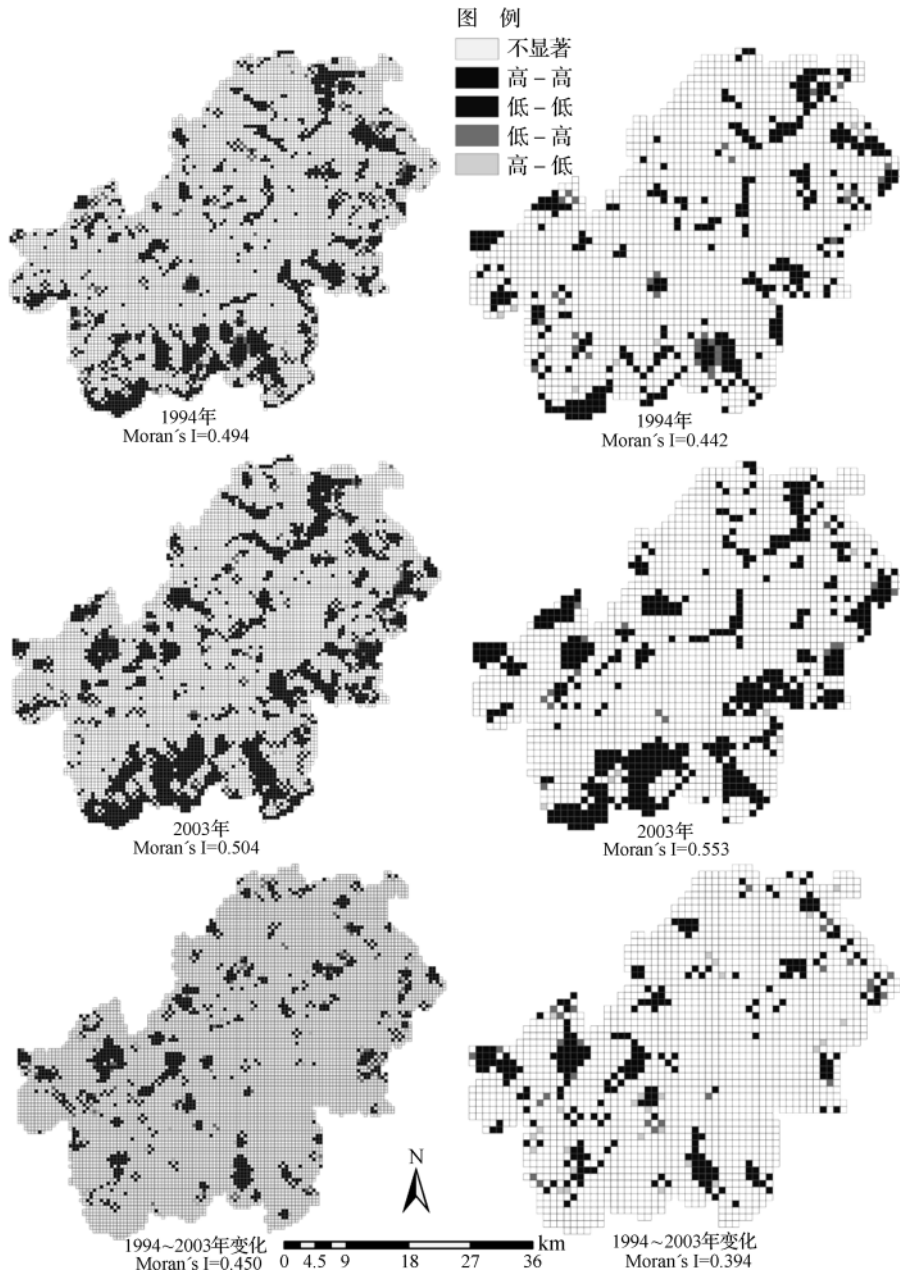 图 例
不显著
高－高
低－低
低－高
高－低
1994年
Moran´s I=0.494
1994年
Moran´s I=0.442
2003年
Moran´s I=0.504
2003年
Moran´s I=0.553
1994~2003年变化
Moran´s I=0.450
N
km
0 4.5 9 18 27 36
1994~2003年变化
Moran´s I=0.394